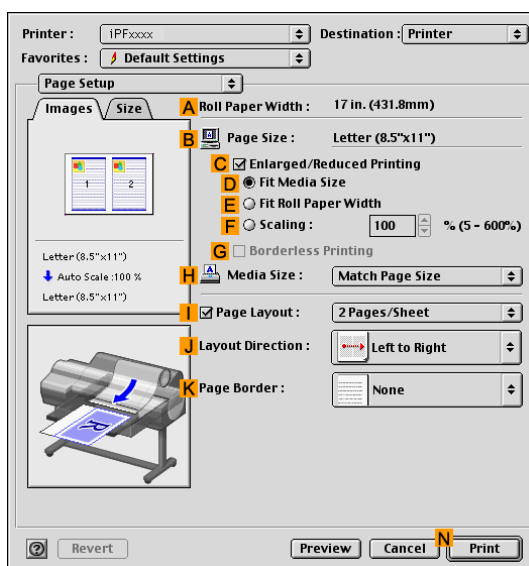 Printer : iPFxxxx Destination : Printer
Favorites : Default Settings
Page Setup
Images Size
A Roll Paper Width : 17 in. (431.8mm)
B Page Size : Letter (8.5"x11")
C Enlarged/Reduced Printing
D Fit Media Size
E Fit Roll Paper Width
F Scaling : 100 % (5 - 600%)
G Borderless Printing
H Media Size : Match Page Size
I Page Layout : 2 Pages/Sheet
J Layout Direction : Left to Right
K Page Border : None
1 2
Letter (8.5"x11")
Auto Scale :100 %
Letter (8.5"x11")
R
? Revert Preview Cancel N Print